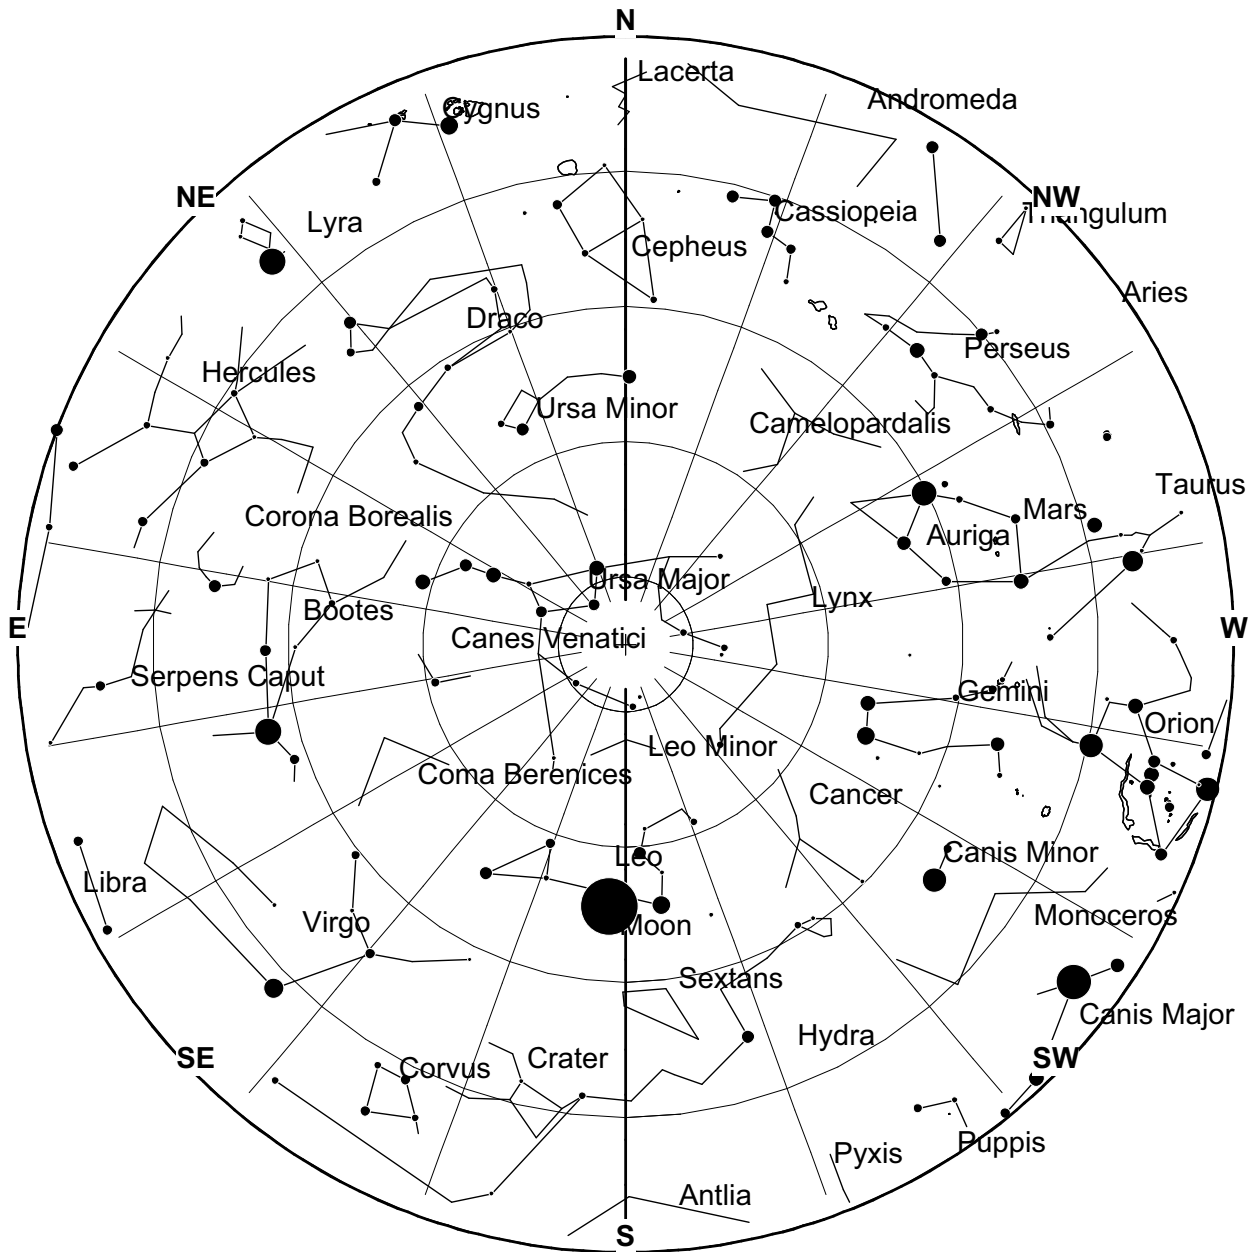 N
Lacerta
Andromeda
Cygnus
NE
NW
Triangulum
Lyra
Cassiopeia
Cepheus
Aries
Draco
Perseus
Hercules
Ursa Minor
Camelopardalis
Taurus
Corona Borealis
Mars
Auriga
Ursa Major
Lynx
Bootes
E
W
Canes Venatici
Serpens Caput
Gemini
Orion
Leo Minor
Coma Berenices
Cancer
Leo
Canis Minor
Libra
Virgo
Moon
Monoceros
Sextans
Canis Major
Hydra
SE
SW
Corvus
Crater
Puppis
Pyxis
Antlia
S